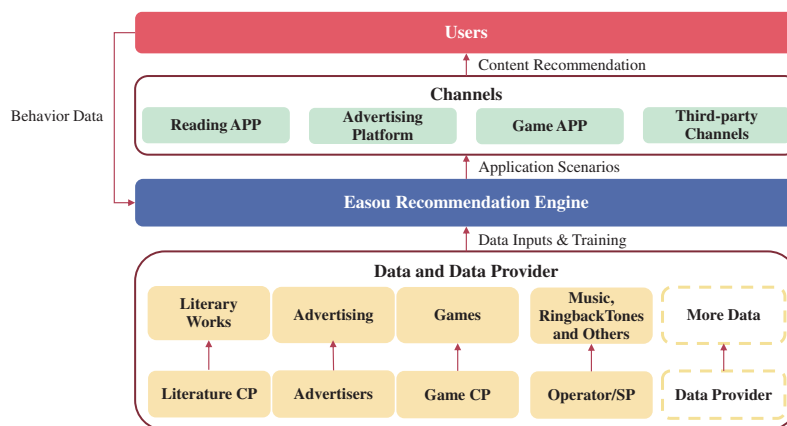 Users
Content Recommendation
Behavior Data
Channels
Reading APP
Advertising
Platform
Game APP
Third-party
Channels
Application Scenarios
Easou Recommendation Engine
Data Inputs & Training
Data and Data Provider
Literary
Works
Advertising
Games
Music,
RingbackTones
and Others
More Data
Literature CP
Advertisers
Game CP
Operator/SP
Data Provider